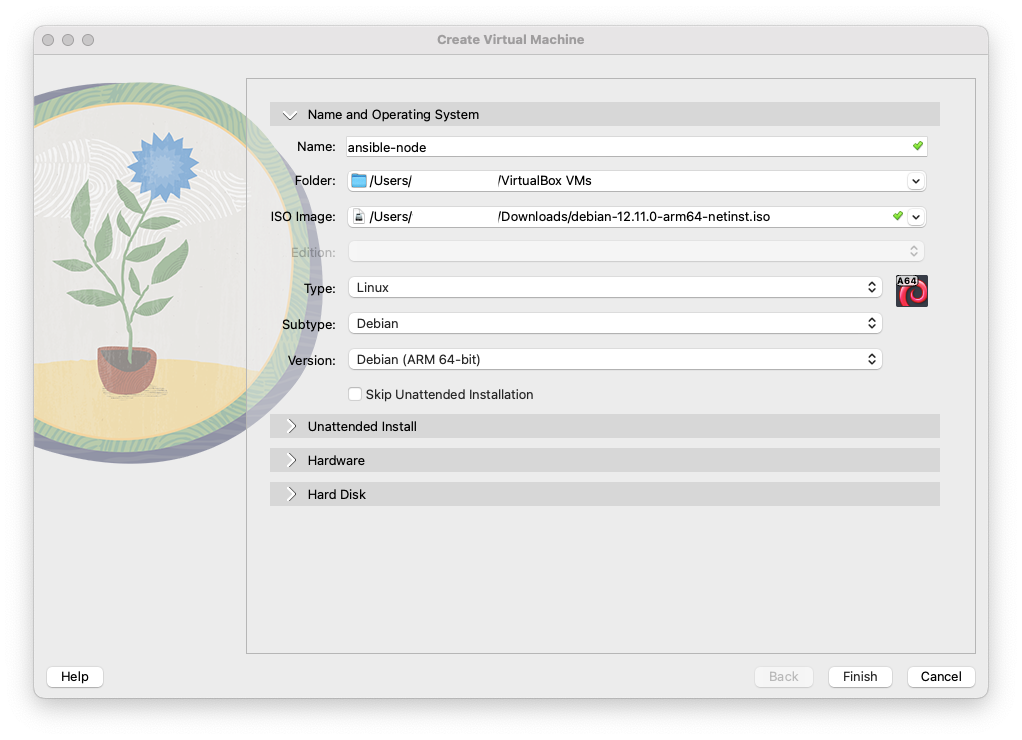 Create Virtual Machine
Name and Operating System
Name: ansible-node
Folder: /Users/ /VirtualBox VMs
ISO Image: /Users/ /Downloads/debian-12.11.0-arm64-netinst.iso
Edition:
Type: Linux
A64
Subtype: Debian
Version: Debian (ARM 64-bit)
Skip Unattended Installation
Unattended Install
Hardware
Hard Disk
Help Back Finish Cancel